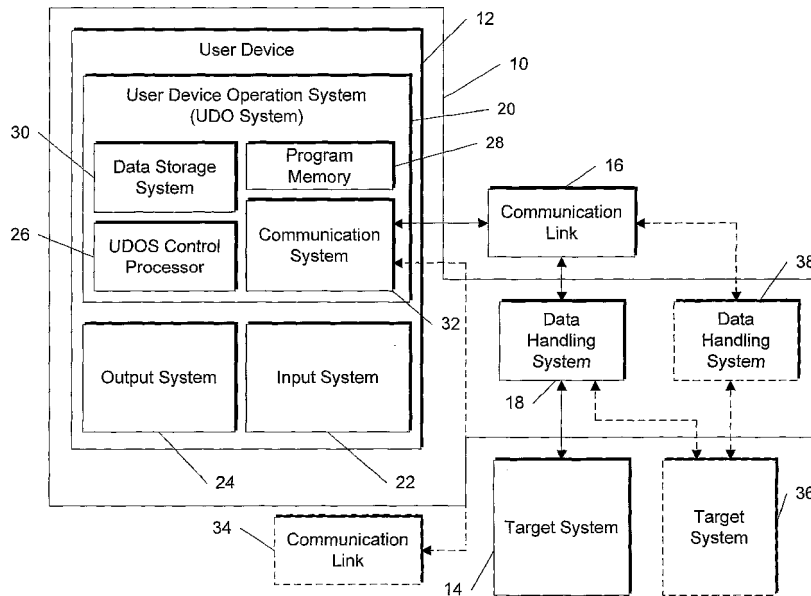 12
User Device
10
User Device Operation System
(UDO System)
20
30
28
Data Storage
System
Program
Memory
16
26
UDOS Control
Processor
Communication
System
Communication
Link
38
32
Data
Handling
System
Data
Handling
System
Output System
Input System
18
24
22
36
34
Communication
Link
Target System
Target
System
14